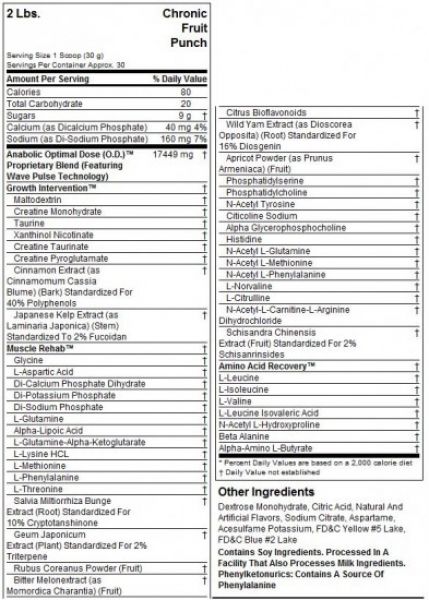 2 Lbs. Chronic
Fruit
Punch
Serving Size 1 Scoop (30 g)
Servings Per Container Approx. 30
Amount Per Serving % Daily Value
Calories 80
Total Carbohydrate 20
Sugars 9 g †
Calcium (as Dicalcium Phosphate) 40 mg 4%
Sodium (as Di-Sodium Phosphate) 160 mg 7%
Anabolic Optimal Dose (O.D.)™ 17449 mg †
Proprietary Blend (Featuring
Wave Pulse Technology)
Growth Intervention™ †
Maltodextrin †
Creatine Monohydrate †
Taurine †
Xanthinol Nicotinate †
Creatine Taurinate †
Creatine Pyroglutamate †
Cinnamon Extract (as †
Cinnamomum Cassia
Blume) (Bark) Standardized For
40% Polyphenols
Japanese Kelp Extract (as †
Laminaria Japonica) (Stem)
Standardized To 2% Fucoidan
Muscle Rehab™ †
Glycine †
L-Aspartic Acid †
Di-Calcium Phosphate Dihydrate †
Di-Potassium Phosphate †
Di-Sodium Phosphate †
L-Glutamine †
Alpha-Lipoic Acid †
L-Glutamine-Alpha-Ketoglutarate †
L-Lysine HCL †
L-Methionine †
L-Phenylalanine †
L-Threonine †
Salvia Miltiorrhiza Bunge †
Extract (Root) Standardized For
10% Cryptotanshinone
Geum Japonicum †
Extract (Plant) Standardized For 2%
Triterpene
Rubus Coreanus Powder (Fruit) †
Bitter Melonextract (as †
Mornordica Charantia) (Fruit)
Citrus Bioflavonoids †
Wild Yam Extract (as Dioscorea †
Opposita) (Root) Standardized For
16% Diosgenin
Apricot Powder (as Prunus †
Armeniaca) (Fruit)
Phosphatidylserine †
Phosphatidylcholine †
N-Acetyl Tyrosine †
Citicoline Sodium †
Alpha Glycerophosphocholine †
Histidine †
N-Acetyl L-Glutamine †
N-Acetyl L-Methionine †
N-Acetyl L-Phenylalanine †
L-Norvaline †
L-Citrulline †
N-Acetyl-L-Carnitine-L-Arginine †
Dihydrochloride
Schisandra Chinensis †
Extract (Fruit) Standardized For 2%
Schisanrinsides
Amino Acid Recovery™ †
L-Leucine †
L-Isoleucine †
L-Valine †
L-Leucine Isovaleric Acid †
N-Acetyl L-Hydroxyproline †
Beta Alanine †
Alpha-Amino L-Butyrate †
* Percent Daily Values are based on a 2,000 calorie diet
† Daily Value not established
Other Ingredients
Dextrose Monohydrate, Citric Acid, Natural And
Artificial Flavors, Sodium Citrate, Aspartame,
Acesulfame Potassium, FD&C Yellow #5 Lake,
FD&C Blue #2 Lake
Contains Soy Ingredients. Processed In A
Facility That Also Processes Milk Ingredients.
Phenylketonurics: Contains A Source Of
Phenylalanine